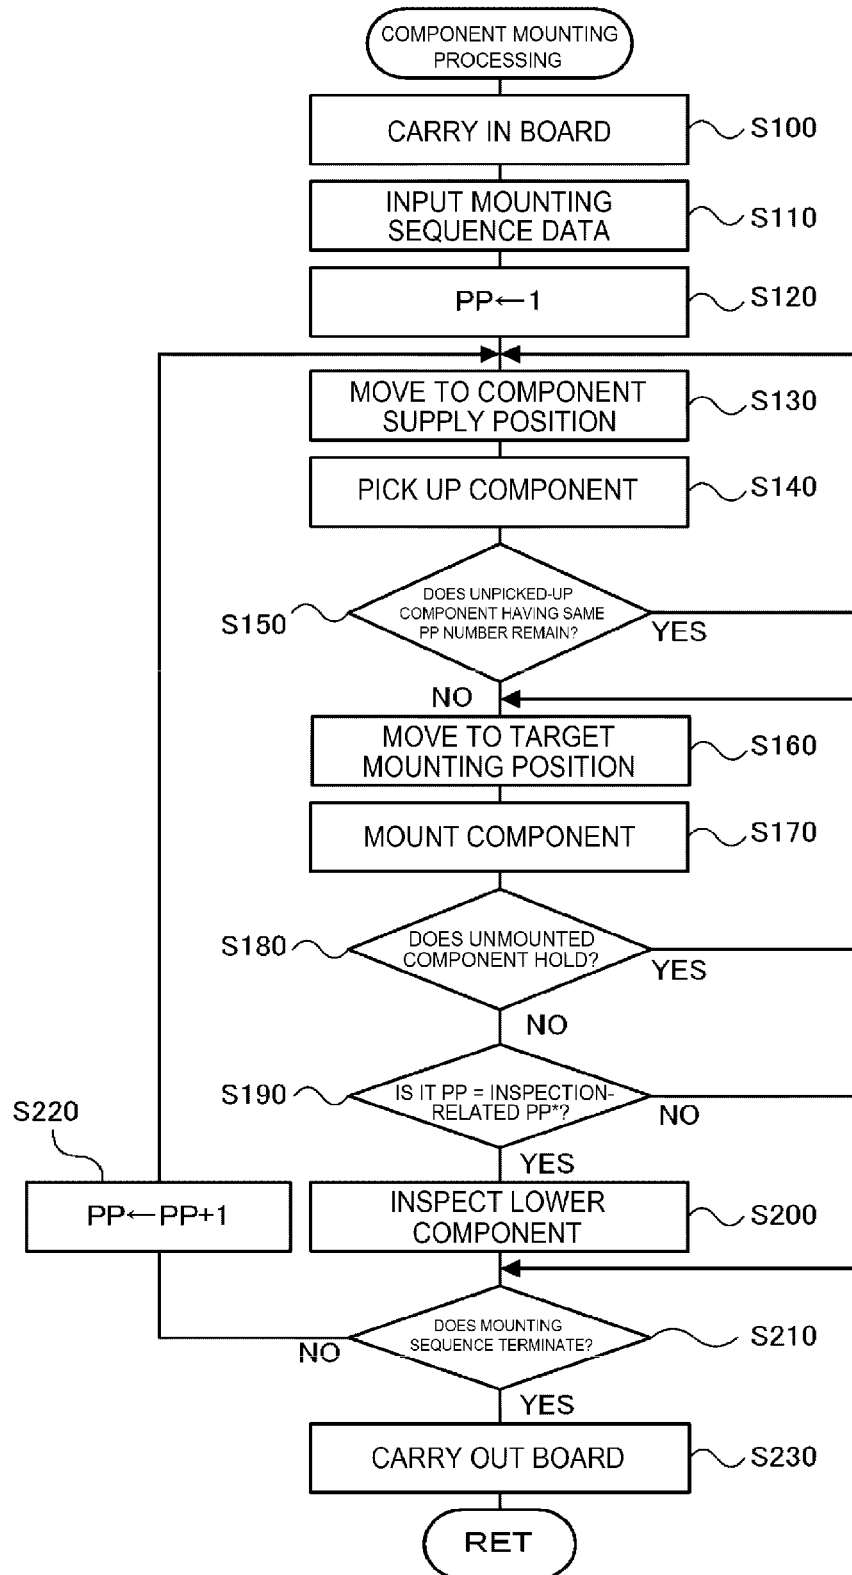 COMPONENT MOUNTING
PROCESSING
CARRY IN BOARD
S100
INPUT MOUNTING
SEQUENCE DATA
S110
PP←1
S120
MOVE TO COMPONENT
SUPPLY POSITION
S130
PICK UP COMPONENT
S140
DOES UNPICKED-UP
COMPONENT HAVING SAME
PP NUMBER REMAIN?
S150
YES
NO
MOVE TO TARGET
MOUNTING POSITION
S160
MOUNT COMPONENT
S170
DOES UNMOUNTED
COMPONENT HOLD?
S180
YES
NO
IS IT PP = INSPECTION-
RELATED PP*?
S190
NO
YES
S220
PP←PP+1
INSPECT LOWER
COMPONENT
S200
DOES MOUNTING
SEQUENCE TERMINATE?
S210
NO
YES
CARRY OUT BOARD
S230
RET